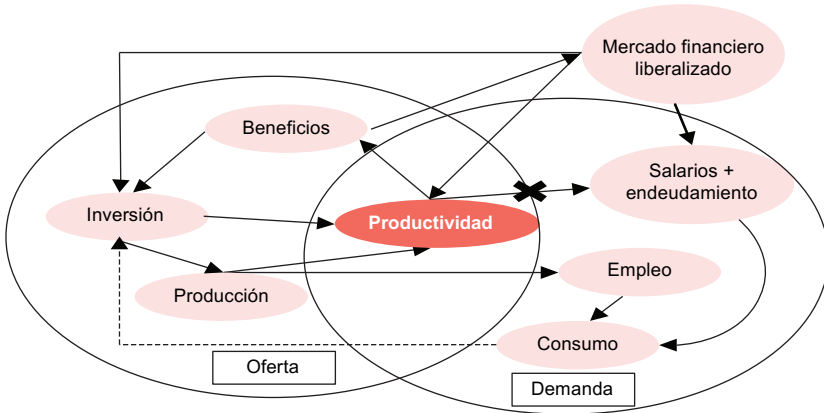 Mercado financiero
liberalizado
Beneficios
Salarios +
endeudamiento
Inversión
Productividad
Empleo
Producción
Consumo
Oferta
Demanda